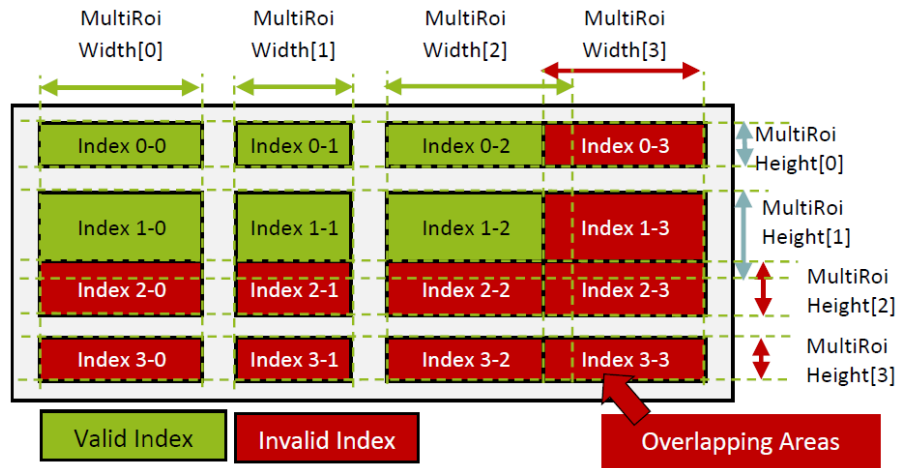 MultiRoi MultiRoi MultiRoi MultiRoi
Width[0] Width[1] Width[2] Width[3]
Index 0-0 Index 0-1 Index 0-2 Index 0-3
MultiRoi
Height[0]
Index 1-0 Index 1-1 Index 1-2 Index 1-3
MultiRoi
Height[1]
Index 2-0 Index 2-1 Index 2-2 Index 2-3
MultiRoi
Height[2]
Index 3-0 Index 3-1 Index 3-2 Index 3-3
MultiRoi
Height[3]
Valid Index Invalid Index Overlapping Areas